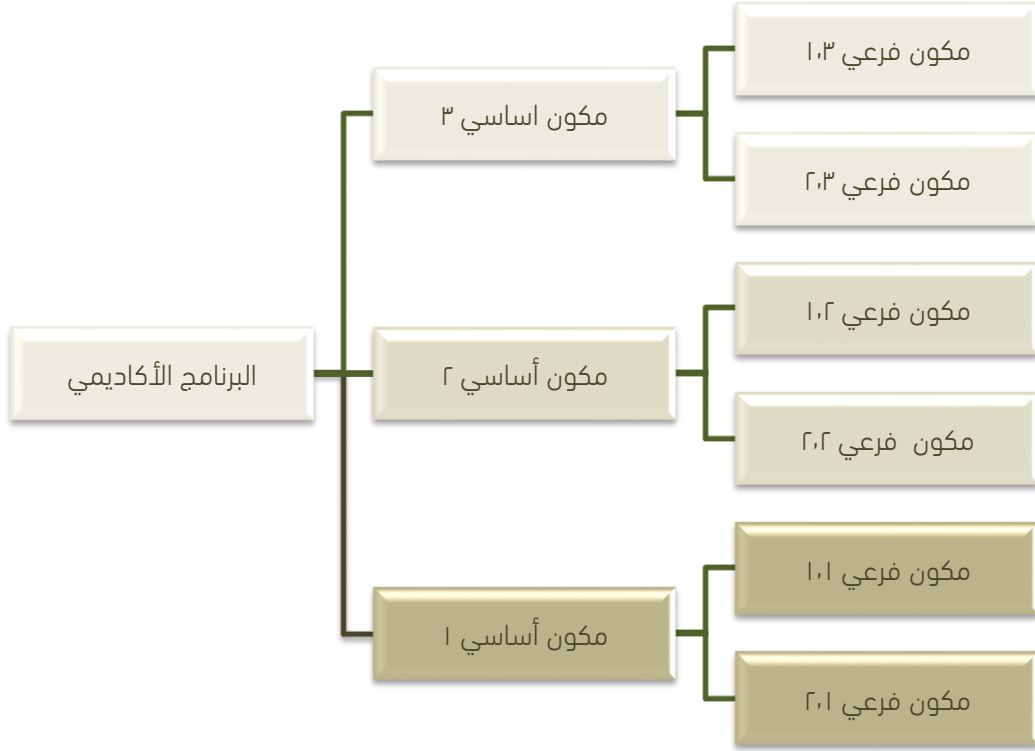 البرنامج الأكاديمي
مكون اساسي ٣
مكون فرعي ١،٣
مكون فرعي ٢،٣
مكون أساسي ٢
مكون فرعي ١،٢
مكون فرعي ٢،٢
مكون أساسي ١
مكون فرعي ١،١
مكون فرعي ٢،١